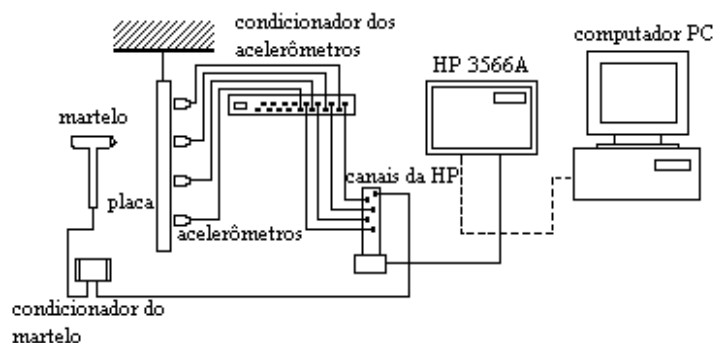 condicionador dos
acelerômetros
computador PC
HP 3566A
martelo
canais da HP
placa
acelerômetros
condicionador do
martelo